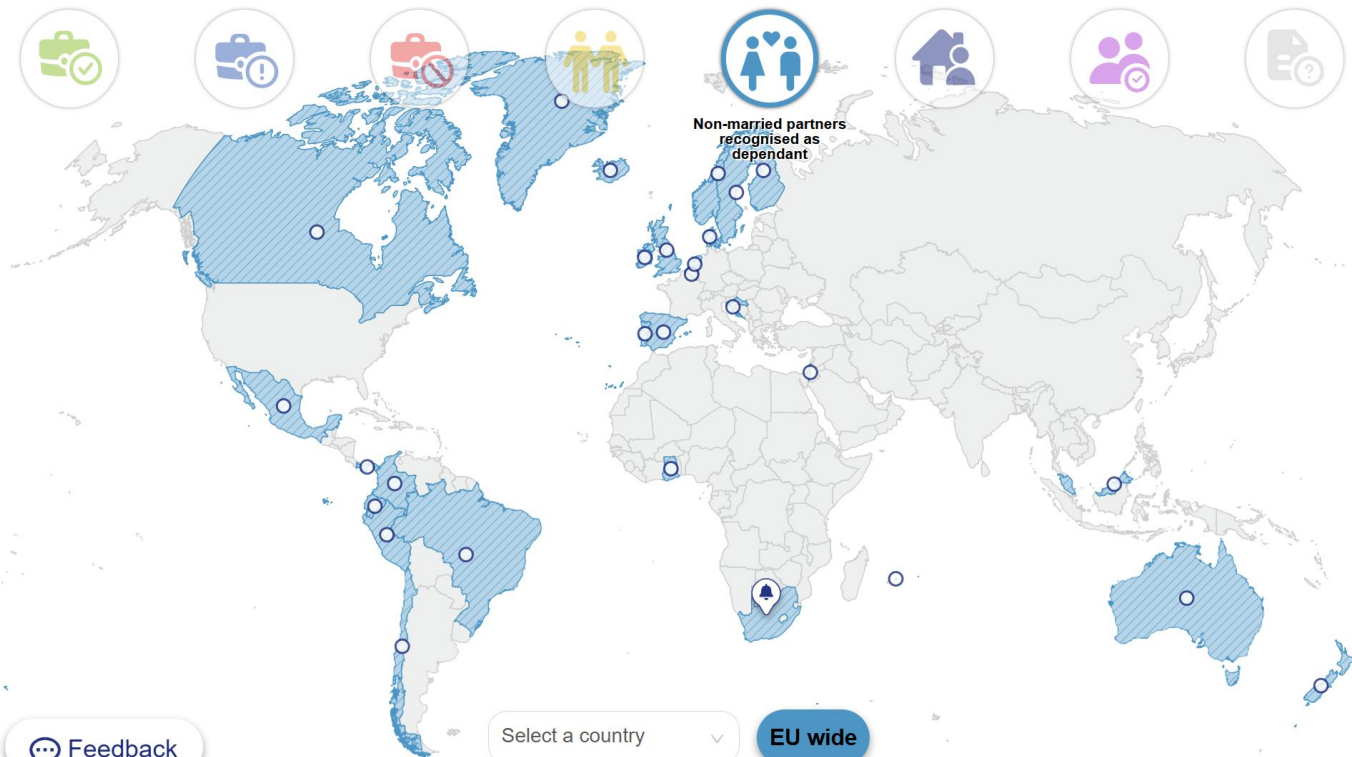 Non-married partners
recognised as
dependant
Feedback
Select a country
EU wide